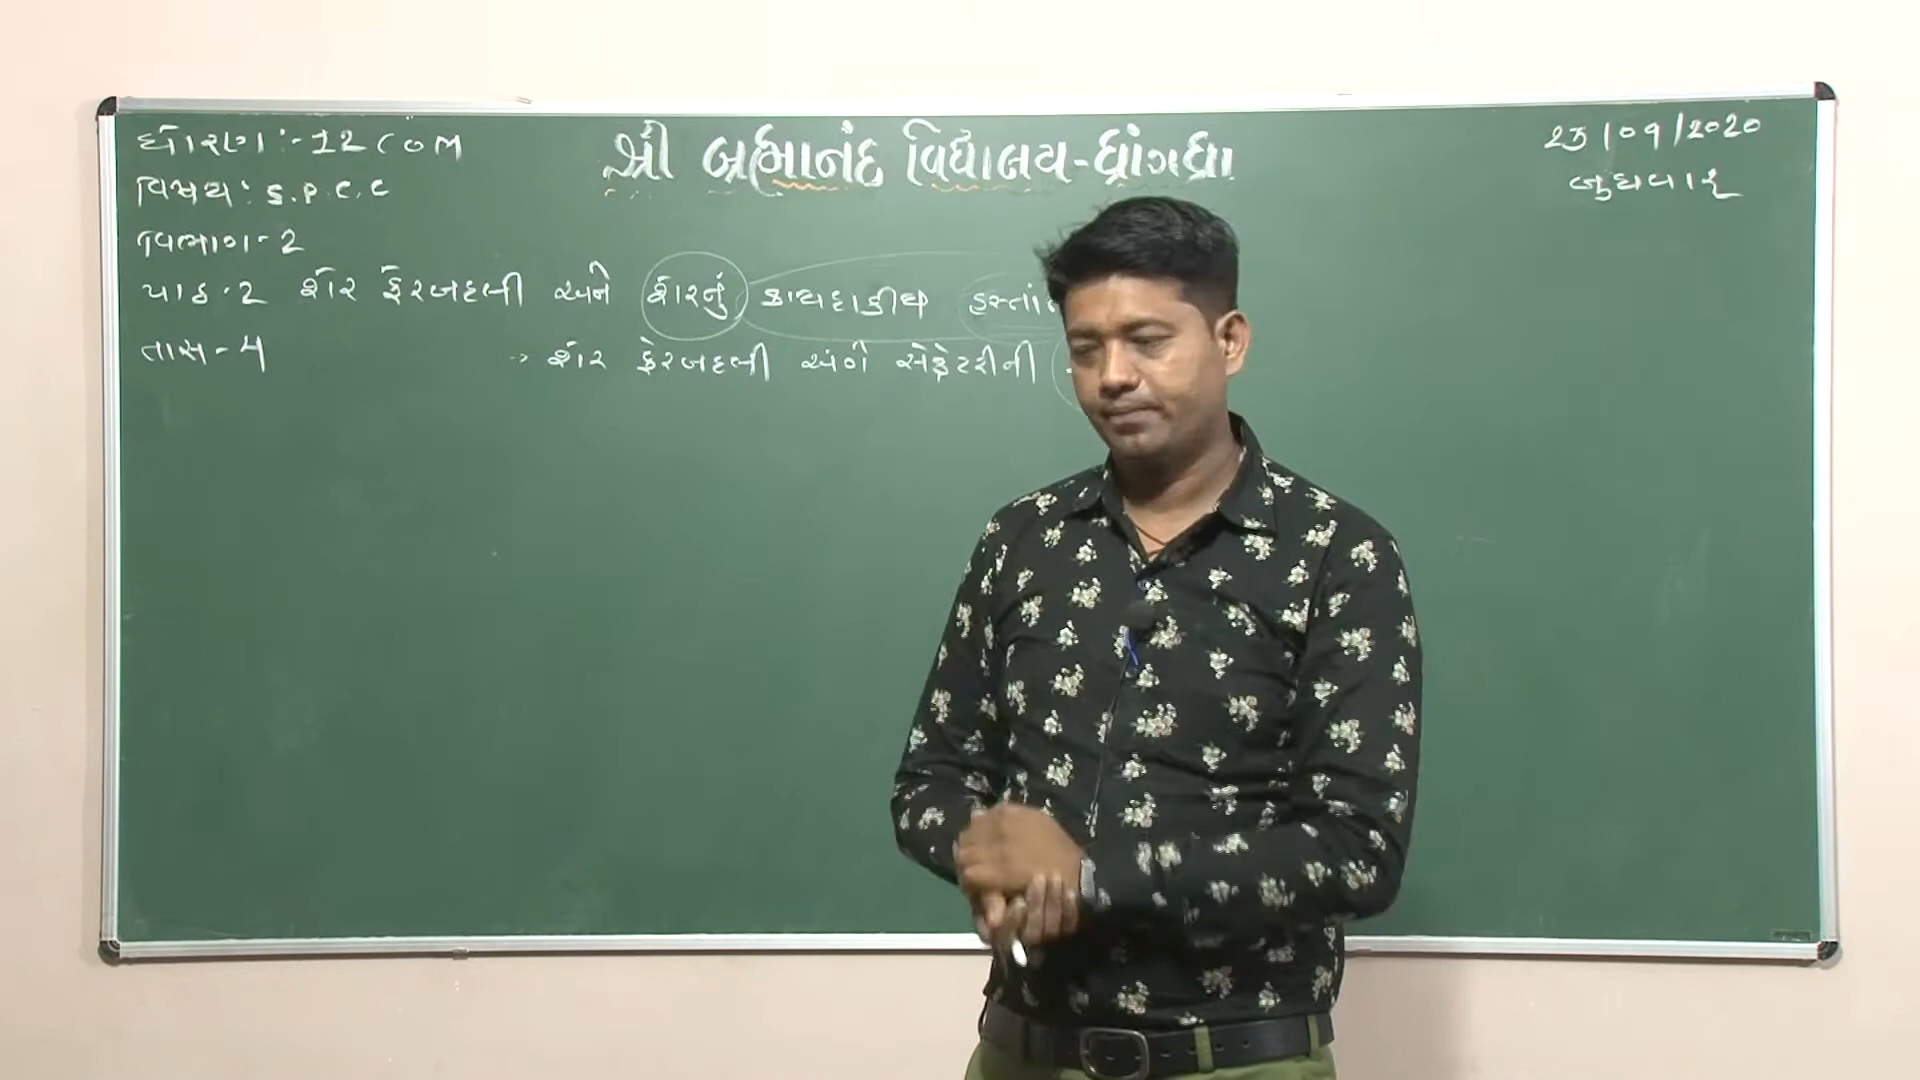 ધોરણ :- 12 COM
શ્રી બ્રહ્માનંદ વિદ્યાલય - ધ્રાંગધ્રા
23/09/2020
બુધવાર
વિષય : S.P.C.C
વિભાગ - 2
પાઠ - 2 શેર ફેરબદલી અને શેરનું કાયદાકીય
તાસ - 4
→ શેર ફેરબદલી અંગે સેક્રેટરીની